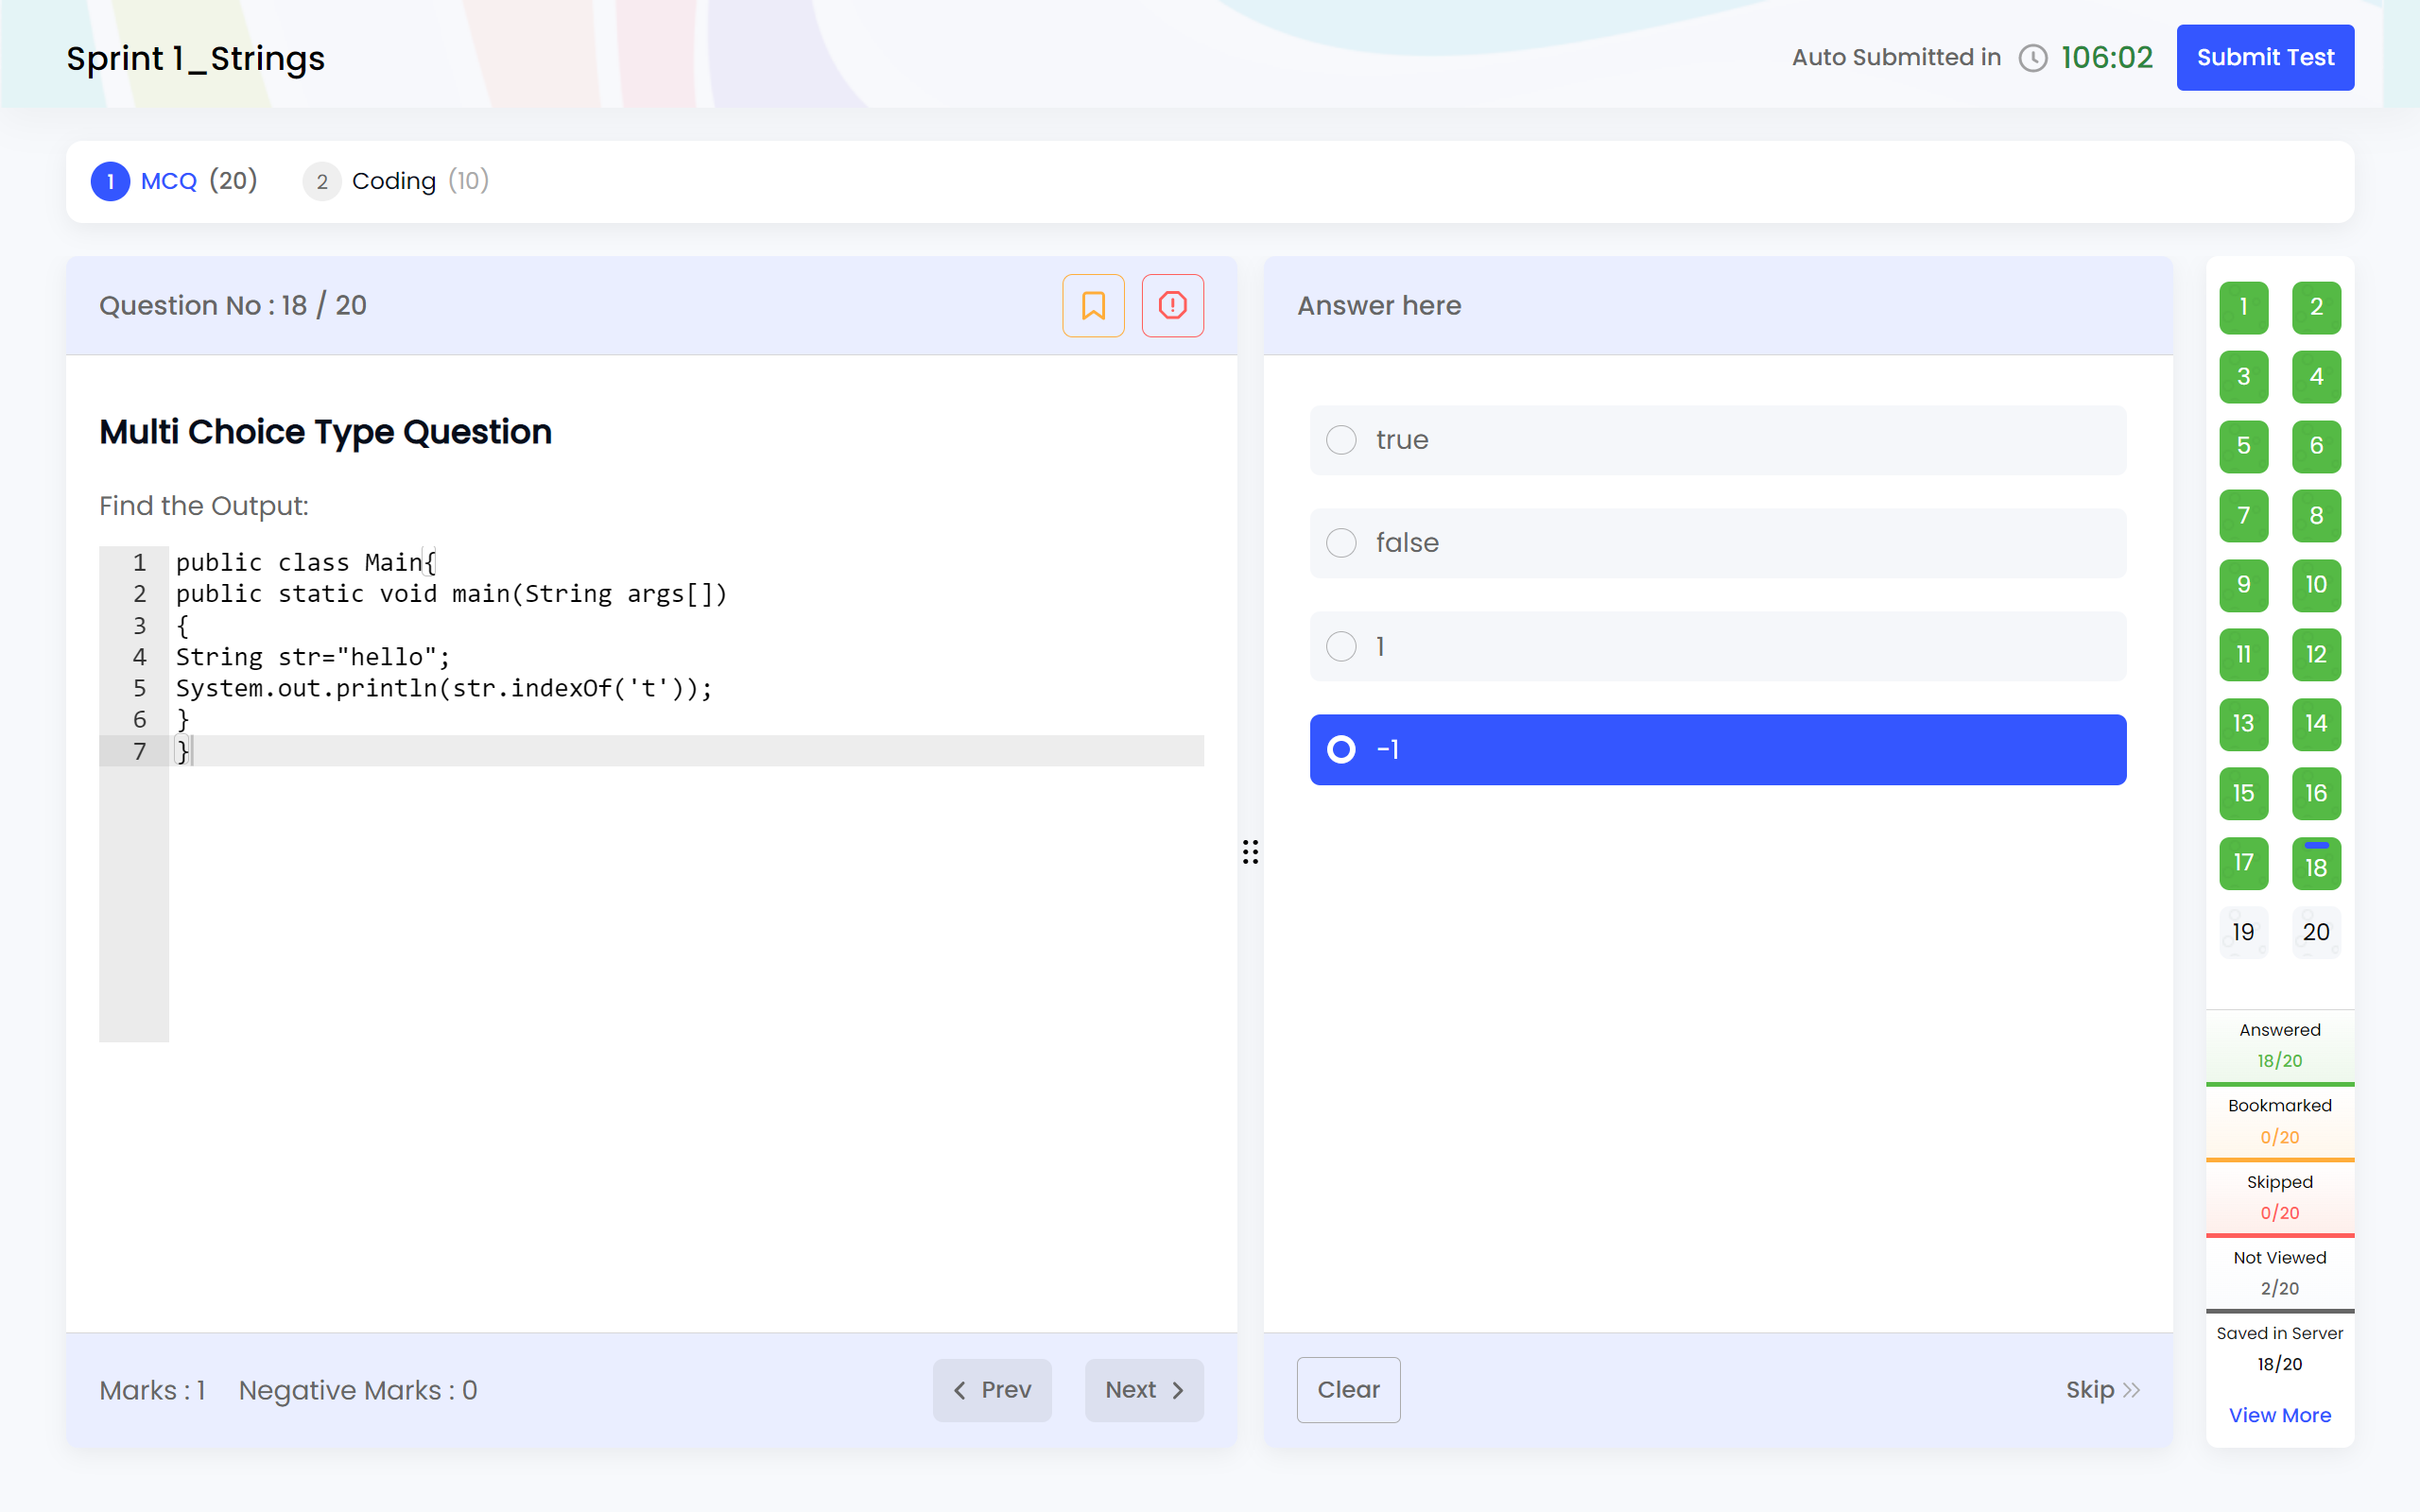 Sprint 1_Strings
Auto Submitted in 106:02
Submit Test
1 MCQ (20)
2 Coding (10)
Question No : 18 / 20
Multi Choice Type Question
Find the Output:
1 public class Main{
2 public static void main(String args[])
3 {
4 String str="hello";
5 System.out.println(str.indexOf('t'));
6 }
7 }
Marks : 1 Negative Marks : 0
Prev
Next
Answer here
true
false
1
-1
Clear
Skip
1 2
3 4
5 6
7 8
9 10
11 12
13 14
15 16
17 18
19 20
Answered
18/20
Bookmarked
0/20
Skipped
0/20
Not Viewed
2/20
Saved in Server
18/20
View More